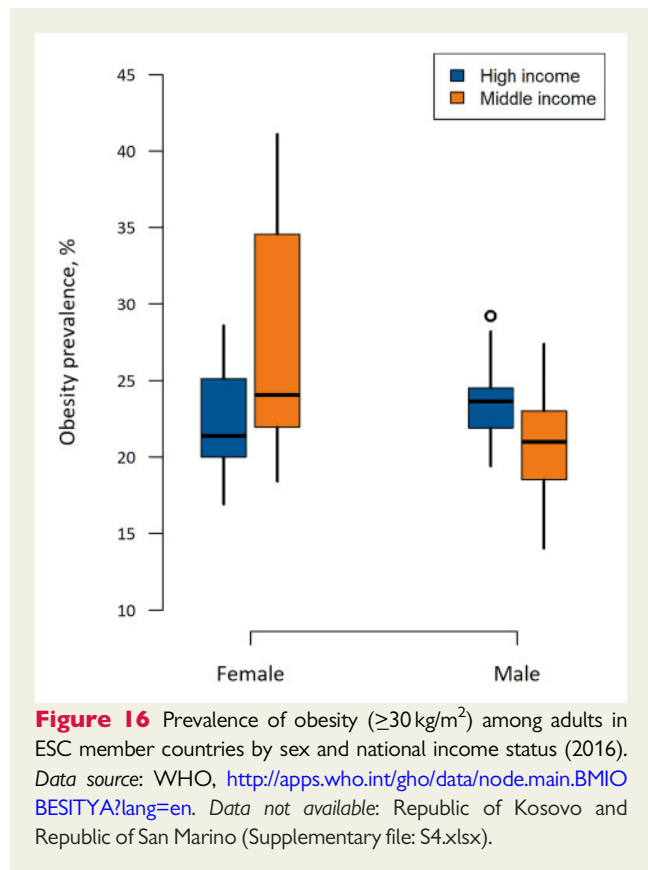 45
High income
Middle income
40
35
30
25
20
15
10
Obesity prevalence, %
Female Male
Figure 16 Prevalence of obesity (≥30 kg/m²) among adults in
ESC member countries by sex and national income status (2016).
Data source: WHO, http://apps.who.int/gho/data/node.main.BMIO
BESITYA?lang=en. Data not available: Republic of Kosovo and
Republic of San Marino (Supplementary file: S4.xlsx).